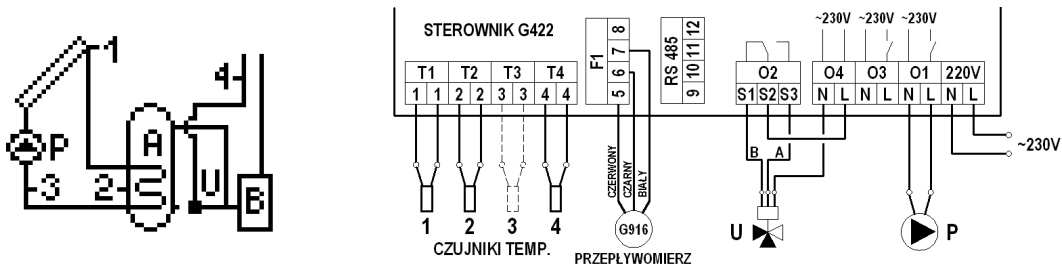 1
4
P
A
3
2
U
B
STEROWNIK G422
~230V ~230V ~230V
T1 T2 T3 T4
1 1 2 2 3 3 4 4
F1
8
7
6
5
RS 485
9 10 11 12
O2 O4 O3 O1 220V
S1 S2 S3 N L N L N L N L
B A
~230V
CZERWONY
CZARNY
BIAŁY
1 2 3 4
CZUJNIKI TEMP.
G916
PRZEPŁYWOMIERZ
U
P